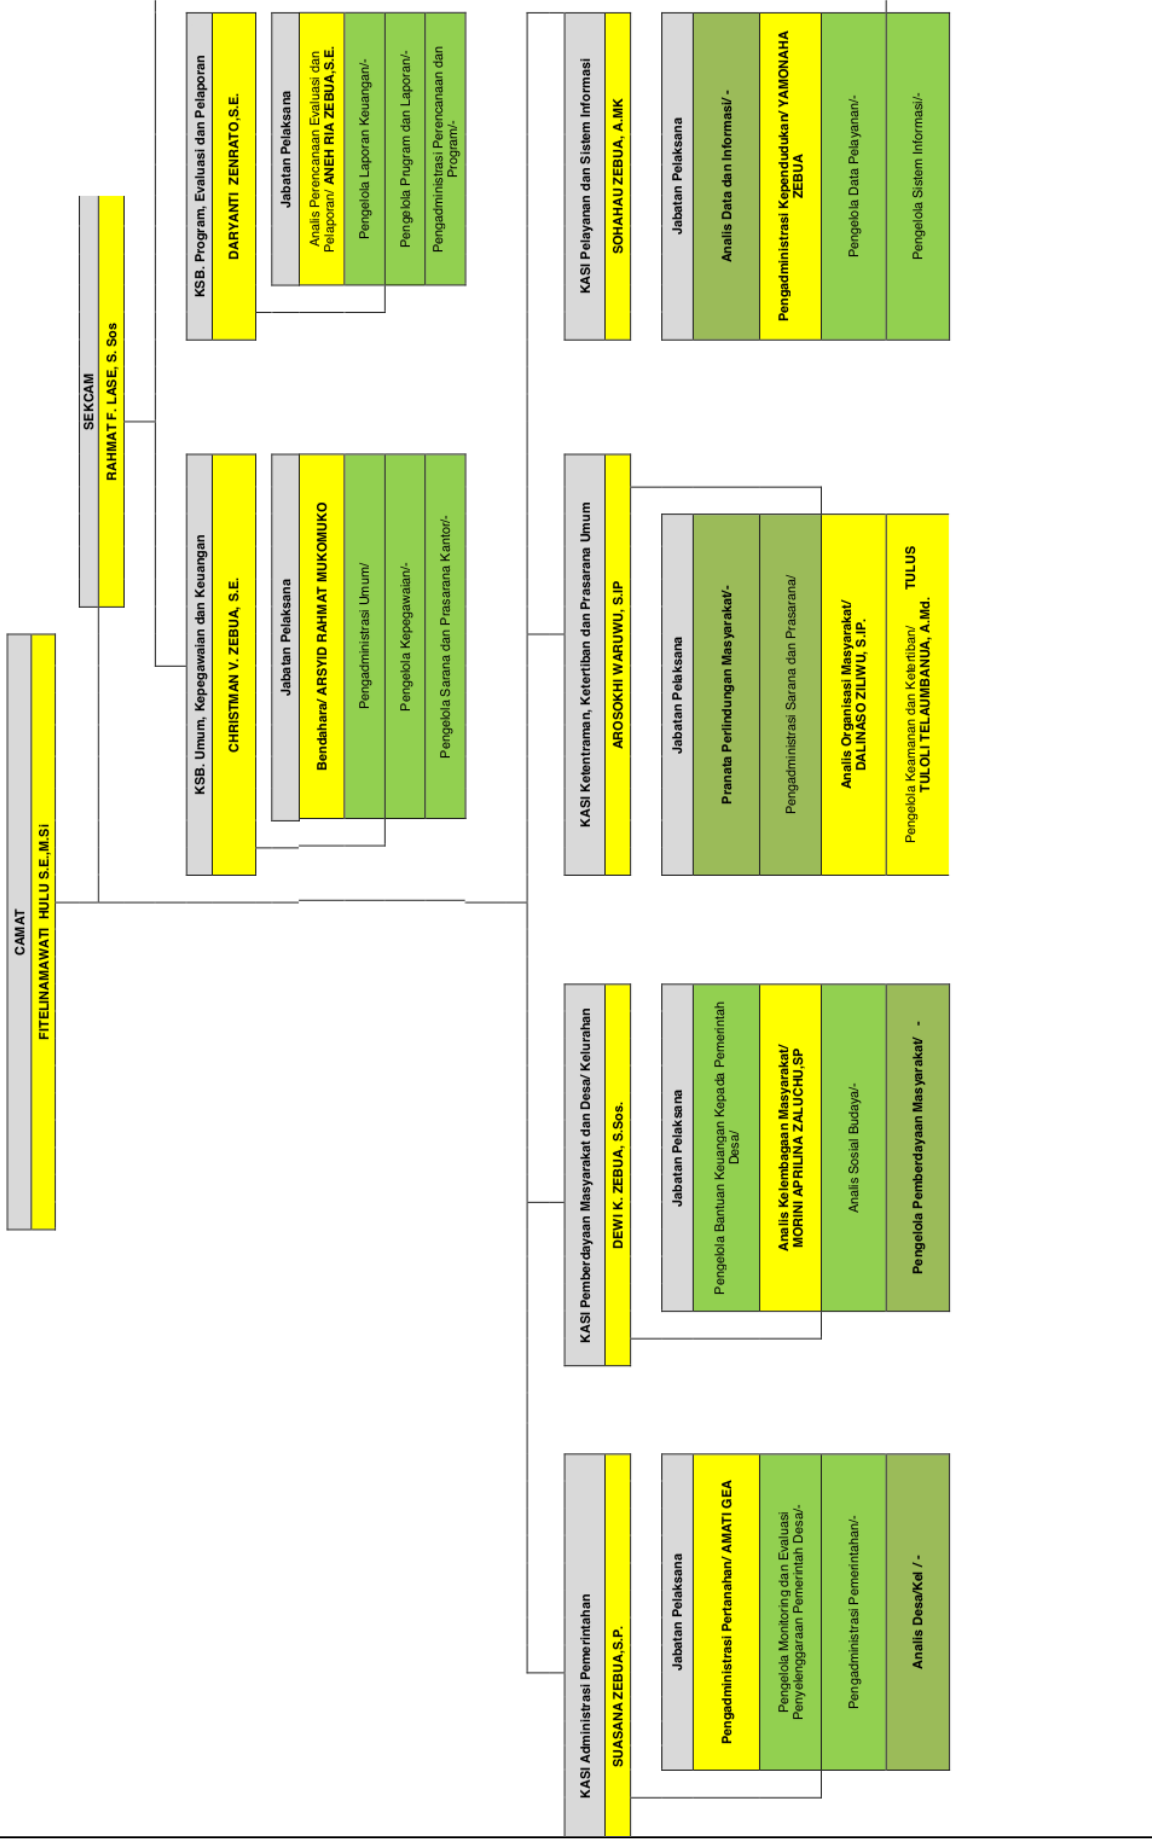 CAMAT
FITELINAMAWATI HULU S.E.,M.Si
SEKCAM
RAHMAT F. LASE, S. Sos
KSB. Umum, Kepegawaian dan Keuangan
CHRISTMAN V. ZEBUA, S.E.
Jabatan Pelaksana
Bendahara/ ARSYID RAHMAT MUKOMUKO
Pengadministrasi Umum/
Pengelola Kepegawaian/-
Pengelola Sarana dan Prasarana Kantor/-
KSB. Program, Evaluasi dan Pelaporan
DARYANTI ZENRATO,S.E.
Jabatan Pelaksana
Analis Perencanaan Evaluasi dan
Pelaporan/ ANEH RIA ZEBUA,S.E.
Pengelola Laporan Keuangan/-
Pengelola Prugram dan Laporan/-
Pengadministrasi Perencanaan dan
Program/-
KASI Administrasi Pemerintahan
SUASANA ZEBUA,S.P.
Jabatan Pelaksana
Pengadministrasi Pertanahan/ AMATI GEA
Pengelola Monitoring dan Evaluasi
Penyelenggaraan Pemerintah Desa/-
Pengadministrasi Pemerintahan/-
Analis Desa/Kel / -
KASI Pemberdayaan Masyarakat dan Desa/ Kelurahan
DEWI K. ZEBUA, S.Sos.
Jabatan Pelaksana
Pengelola Bantuan Keuangan Kepada Pemerintah
Desa/
Analis Kelembagaan Masyarakat/
MORINI APRILINA ZALUCHU,SP
Analis Sosial Budaya/-
Pengelola Pemberdayaan Masyarakat/ -
KASI Ketentraman, Ketertiban dan Prasarana Umum
AROSOKHI WARUWU, S.IP
Jabatan Pelaksana
Pranata Perlindungan Masyarakat/-
Pengadministrasi Sarana dan Prasarana/
Analis Organisasi Masyarakat/
DALINASO ZILIWU, S.IP.
Pengelola Keamanan dan Ketertiban/ TULUS
TULOLI TELAUMBANUA, A.Md.
KASI Pelayanan dan Sistem Informasi
SOHAHAU ZEBUA, A.MK
Jabatan Pelaksana
Analis Data dan Informasi/ -
Pengadministrasi Kependudukan/ YAMONAHA
ZEBUA
Pengelola Data Pelayanan/-
Pengelola Sistem Informasi/-